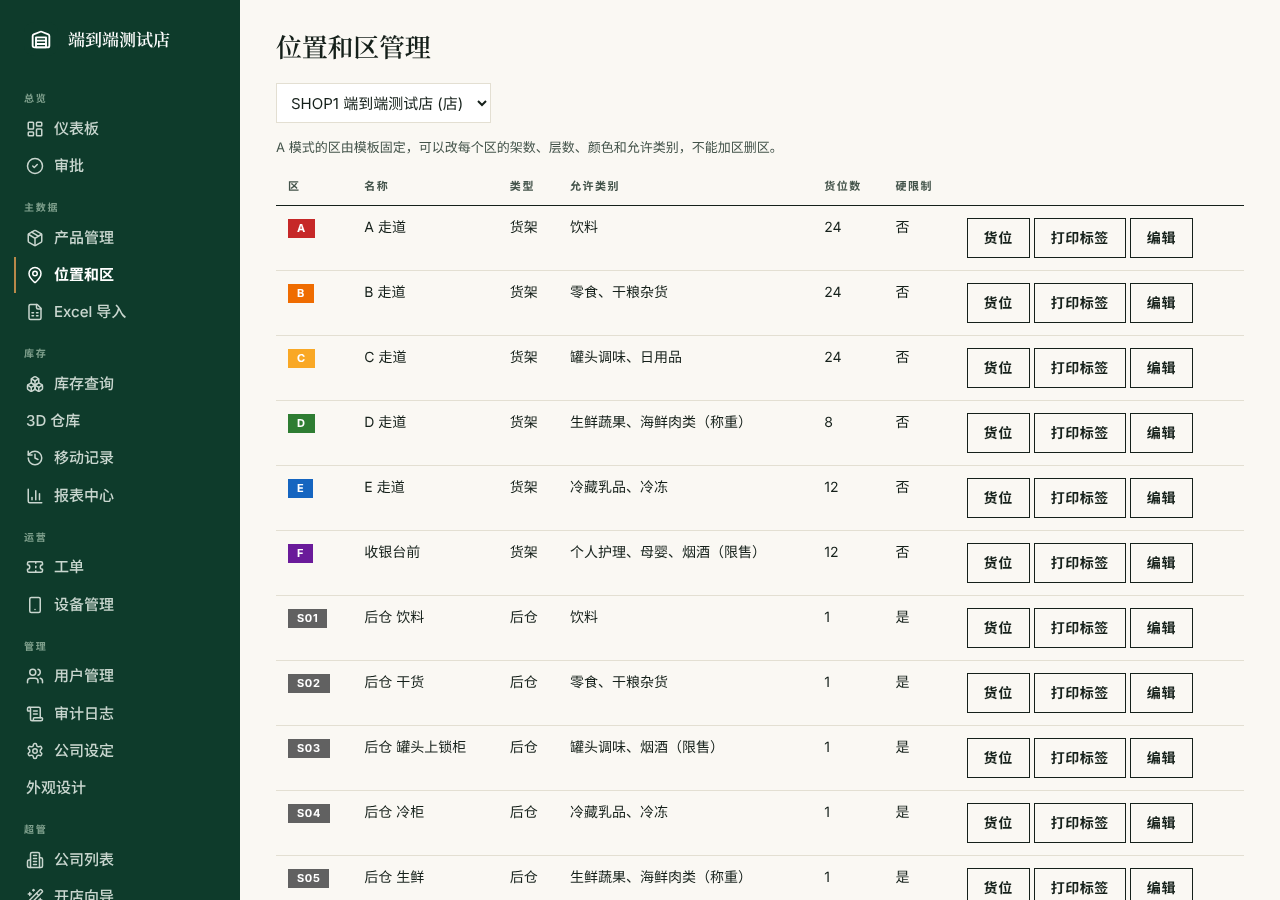 端到端测试店
总览
仪表板
审批
主数据
产品管理
位置和区
Excel 导入
库存
库存查询
3D 仓库
移动记录
报表中心
运营
工单
设备管理
管理
用户管理
审计日志
公司设定
外观设计
超管
公司列表
开店向导
位置和区管理
SHOP1 端到端测试店 (店)
A 模式的区由模板固定，可以改每个区的架数、层数、颜色和允许类别，不能加区删区。
区 名称 类型 允许类别 货位数 硬限制
A A 走道 货架 饮料 24 否 货位 打印标签 编辑
B B 走道 货架 零食、干粮杂货 24 否 货位 打印标签 编辑
C C 走道 货架 罐头调味、日用品 24 否 货位 打印标签 编辑
D D 走道 货架 生鲜蔬果、海鲜肉类（称重） 8 否 货位 打印标签 编辑
E E 走道 货架 冷藏乳品、冷冻 12 否 货位 打印标签 编辑
F 收银台前 货架 个人护理、母婴、烟酒（限售） 12 否 货位 打印标签 编辑
S01 后仓 饮料 后仓 饮料 1 是 货位 打印标签 编辑
S02 后仓 干货 后仓 零食、干粮杂货 1 是 货位 打印标签 编辑
S03 后仓 罐头上锁柜 后仓 罐头调味、烟酒（限售） 1 是 货位 打印标签 编辑
S04 后仓 冷柜 后仓 冷藏乳品、冷冻 1 是 货位 打印标签 编辑
S05 后仓 生鲜 后仓 生鲜蔬果、海鲜肉类（称重） 1 是 货位 打印标签 编辑